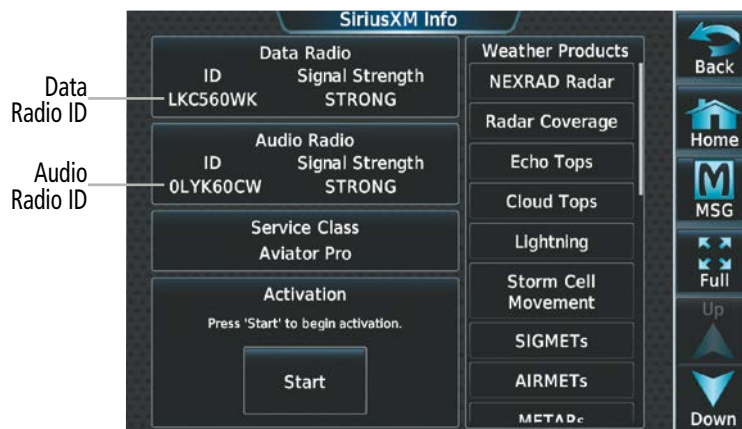 SiriusXM Info
Data
Radio ID
Audio
Radio ID
Data Radio
ID Signal Strength
LKC560WK STRONG
Audio Radio
ID Signal Strength
0LYK60CW STRONG
Service Class
Aviator Pro
Activation
Press 'Start' to begin activation.
Start
Weather Products
NEXRAD Radar
Radar Coverage
Echo Tops
Cloud Tops
Lightning
Storm Cell
Movement
SIGMETs
AIRMETs
METARs
Back
Home
MSG
Full
Up
Down